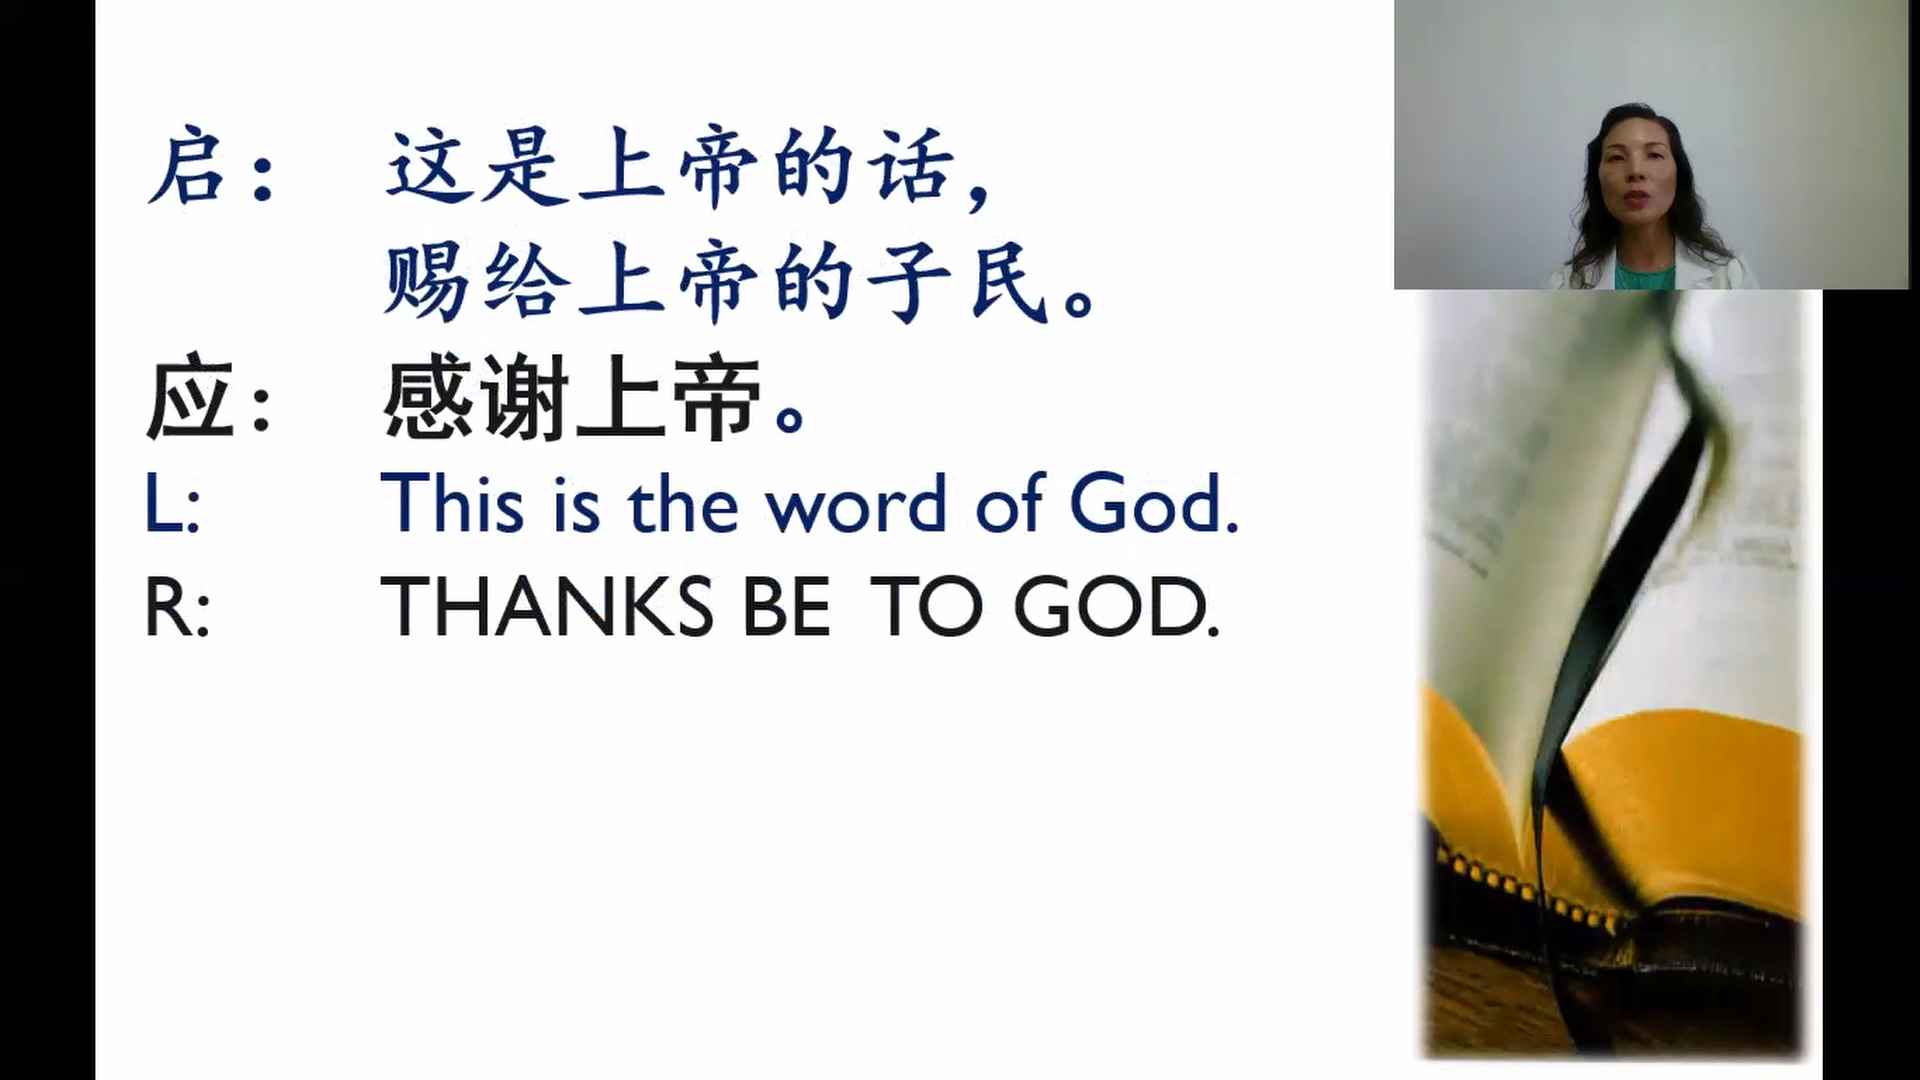 启： 这是上帝的话，
赐给上帝的子民。
应： 感谢上帝。
L: This is the word of God.
R: THANKS BE TO GOD.